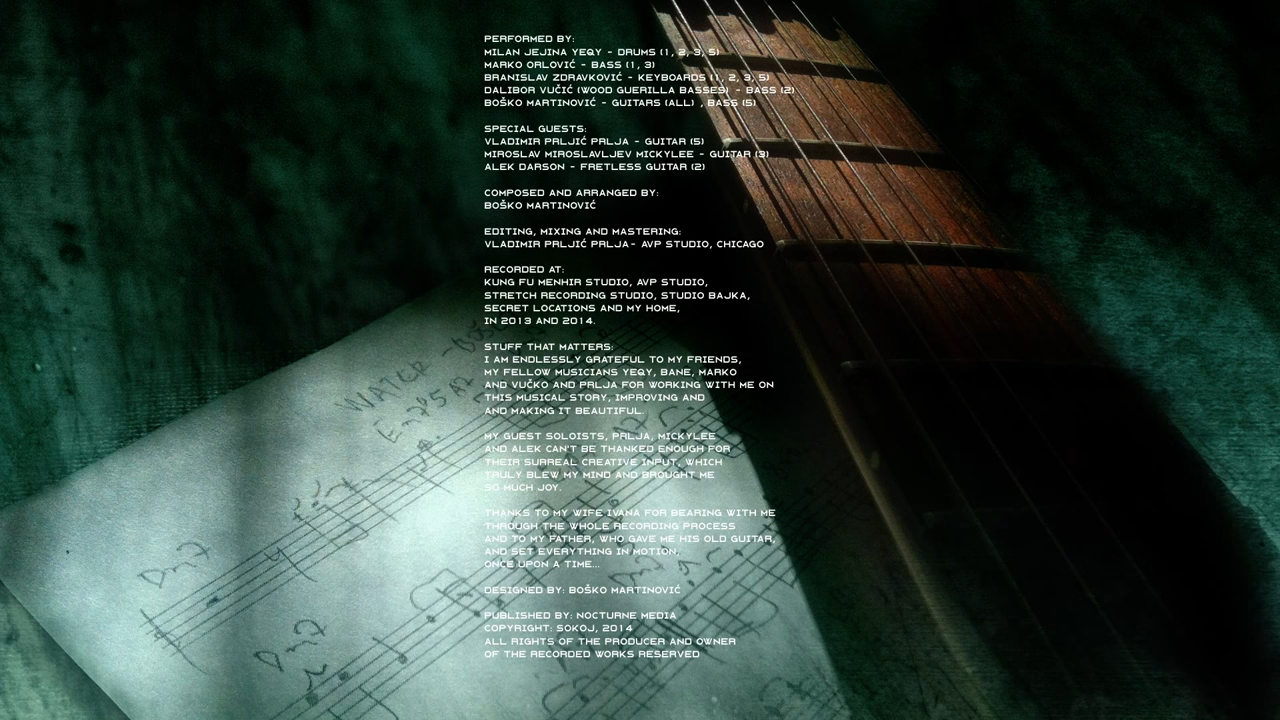 PERFORMED BY:
MILAN JEJINA YEQY - DRUMS (1, 2, 3, 5)
MARKO ORLOVIĆ - BASS (1, 3)
BRANISLAV ZDRAVKOVIĆ - KEYBOARDS (1, 2, 3, 5)
DALIBOR VUČIĆ (WOOD GUERILLA BASSES) - BASS (2)
BOŠKO MARTINOVIĆ - GUITARS (ALL) , BASS (5)
SPECIAL GUESTS:
VLADIMIR PRLJIĆ PRLJA - GUITAR (5)
MIROSLAV MIROSLAVLJEV MICKYLEE - GUITAR (3)
ALEK DARSON - FRETLESS GUITAR (2)
COMPOSED AND ARRANGED BY:
BOŠKO MARTINOVIĆ
EDITING, MIXING AND MASTERING:
VLADIMIR PRLJIĆ PRLJA- AVP STUDIO, CHICAGO
RECORDED AT:
KUNG FU MENHIR STUDIO, AVP STUDIO,
STRETCH RECORDING STUDIO, STUDIO BAJKA,
SECRET LOCATIONS AND MY HOME,
IN 2013 AND 2014.
STUFF THAT MATTERS:
I AM ENDLESSLY GRATEFUL TO MY FRIENDS,
MY FELLOW MUSICIANS YEQY, BANE, MARKO
AND VUČKO AND PRLJA FOR WORKING WITH ME ON
THIS MUSICAL STORY, IMPROVING AND
AND MAKING IT BEAUTIFUL.
MY GUEST SOLOISTS, PRLJA, MICKYLEE
AND ALEK CAN'T BE THANKED ENOUGH FOR
THEIR SURREAL CREATIVE INPUT, WHICH
TRULY BLEW MY MIND AND BROUGHT ME
SO MUCH JOY.
THANKS TO MY WIFE IVANA FOR BEARING WITH ME
THROUGH THE WHOLE RECORDING PROCESS
AND TO MY FATHER, WHO GAVE ME HIS OLD GUITAR,
AND SET EVERYTHING IN MOTION,
ONCE UPON A TIME...
DESIGNED BY: BOŠKO MARTINOVIĆ
PUBLISHED BY: NOCTURNE MEDIA
COPYRIGHT: SOKOJ, 2014
ALL RIGHTS OF THE PRODUCER AND OWNER
OF THE RECORDED WORKS RESERVED
WATER